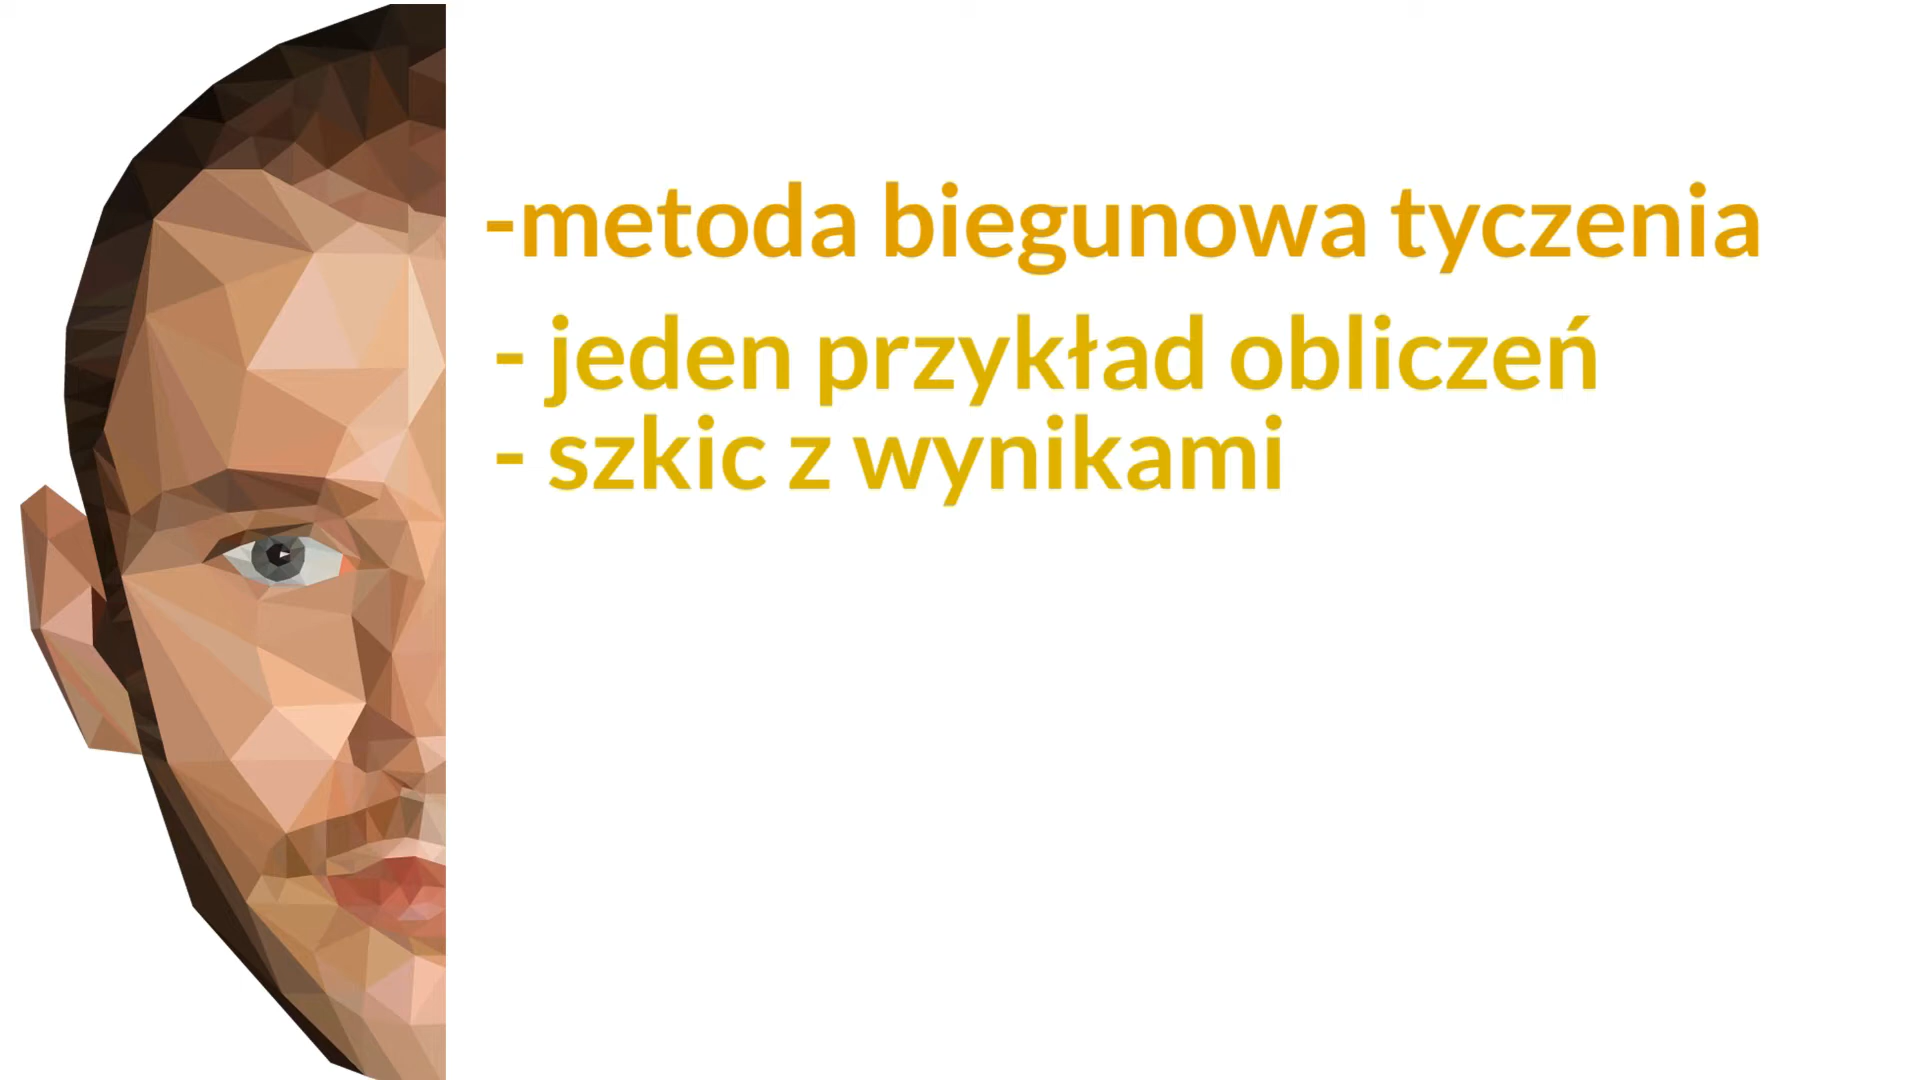 -metoda biegunowa tyczenia
- jeden przykład obliczeń
- szkic z wynikami